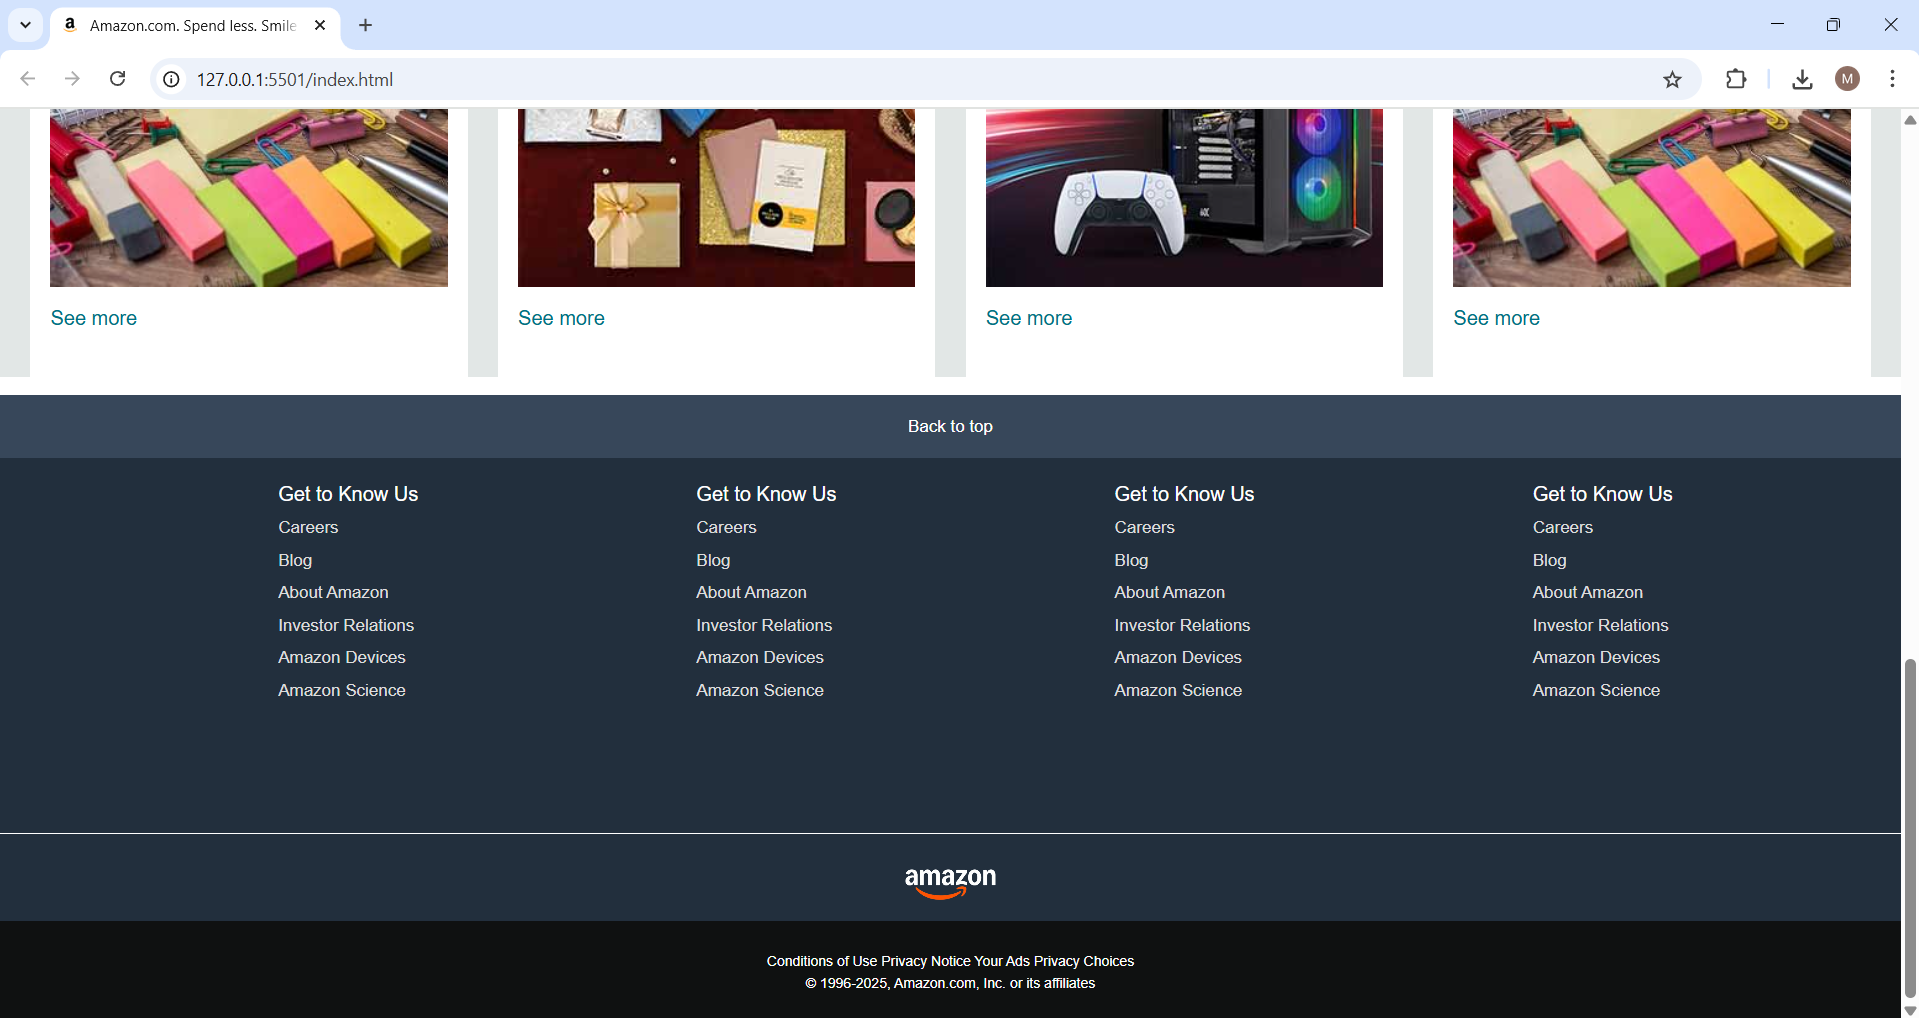 a Amazon.com. Spend less. Smile
127.0.0.1:5501/index.html M
See more See more See more See more
Back to top
Get to Know Us Get to Know Us Get to Know Us Get to Know Us
Careers Careers Careers Careers
Blog Blog Blog Blog
About Amazon About Amazon About Amazon About Amazon
Investor Relations Investor Relations Investor Relations Investor Relations
Amazon Devices Amazon Devices Amazon Devices Amazon Devices
Amazon Science Amazon Science Amazon Science Amazon Science
amazon
Conditions of Use Privacy Notice Your Ads Privacy Choices
© 1996-2025, Amazon.com, Inc. or its affiliates